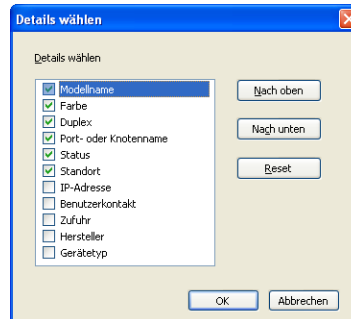 Details wählen
Details wählen
Modellname
Farbe
Duplex
Port- oder Knotenname
Status
Standort
IP-Adresse
Benutzerkontakt
Zufuhr
Hersteller
Gerätetyp
Nach oben
Nach unten
Reset
OK
Abbrechen